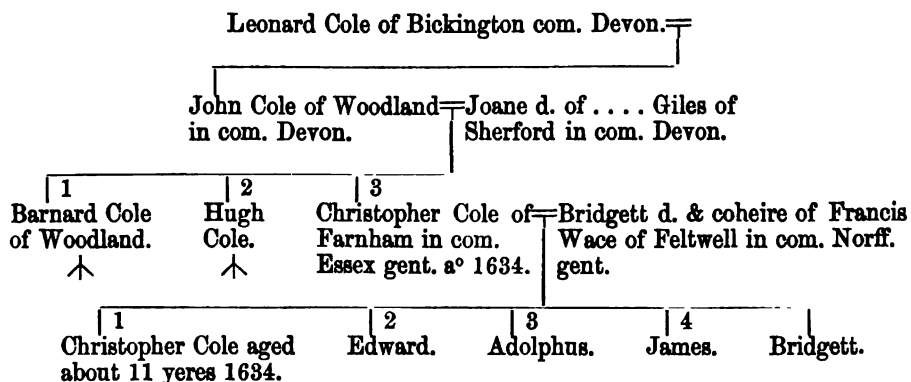 Leonard Cole of Bickington com. Devon.
John Cole of Woodland
in com. Devon.
Joane d. of . . . . Giles of
Sherford in com. Devon.
1
Barnard Cole
of Woodland.
2
Hugh
Cole.
3
Christopher Cole of
Farnham in com.
Essex gent. aº 1634.
Bridgett d. & coheire of Francis
Wace of Feltwell in com. Norff.
gent.
1
Christopher Cole aged
about 11 yeres 1634.
2
Edward.
3
Adolphus.
4
James.
Bridgett.